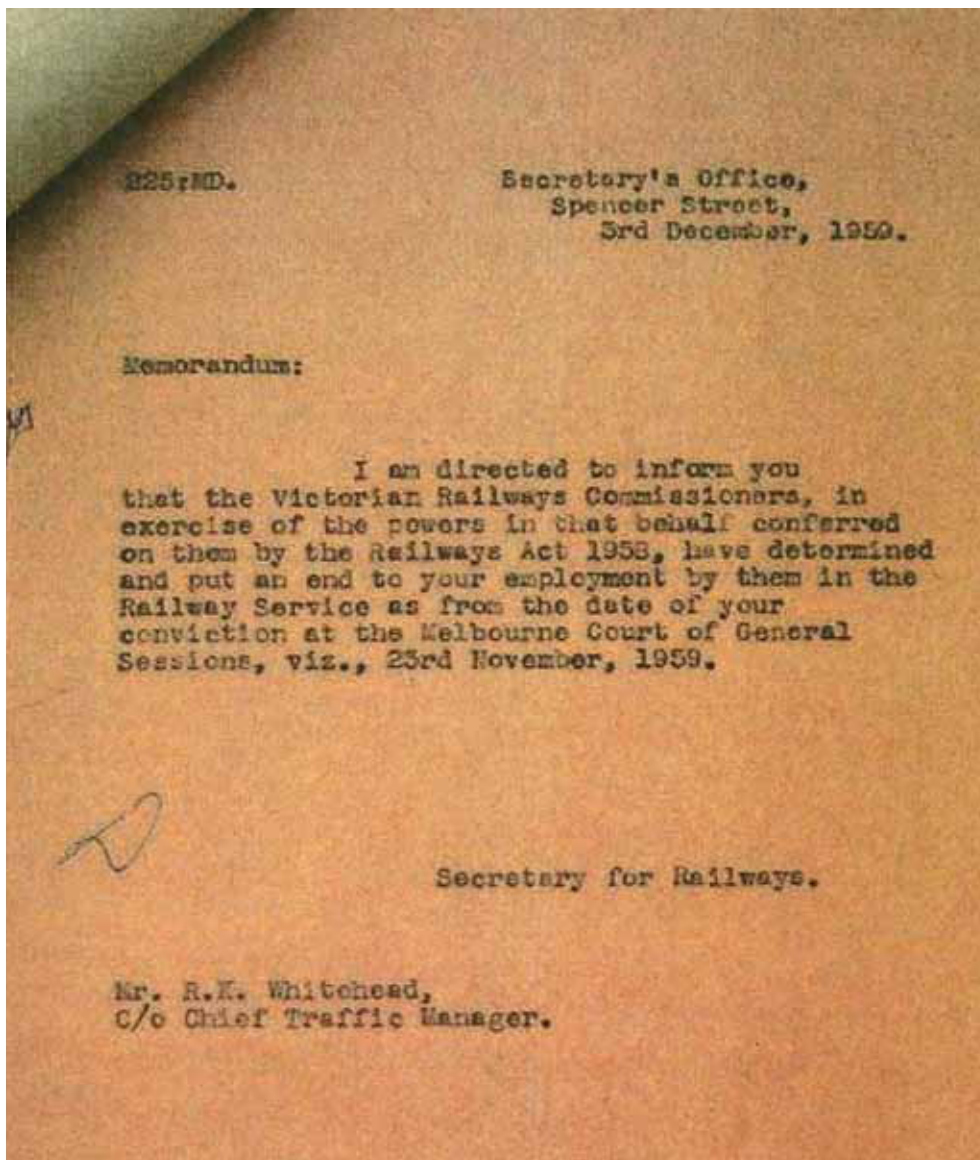 225:MD.
Secretary's Office,
Spencer Street,
3rd December, 1959.
Memorandum:
I am directed to inform you
that the Victorian Railways Commissioners, in
exercise of the powers in that behalf conferred
on them by the Railways Act 1958, have determined
and put an end to your employment by them in the
Railway Service as from the date of your
conviction at the Melbourne Court of General
Sessions, viz., 23rd November, 1959.
Secretary for Railways.
Mr. R.K. Whitehead,
C/o Chief Traffic Manager.